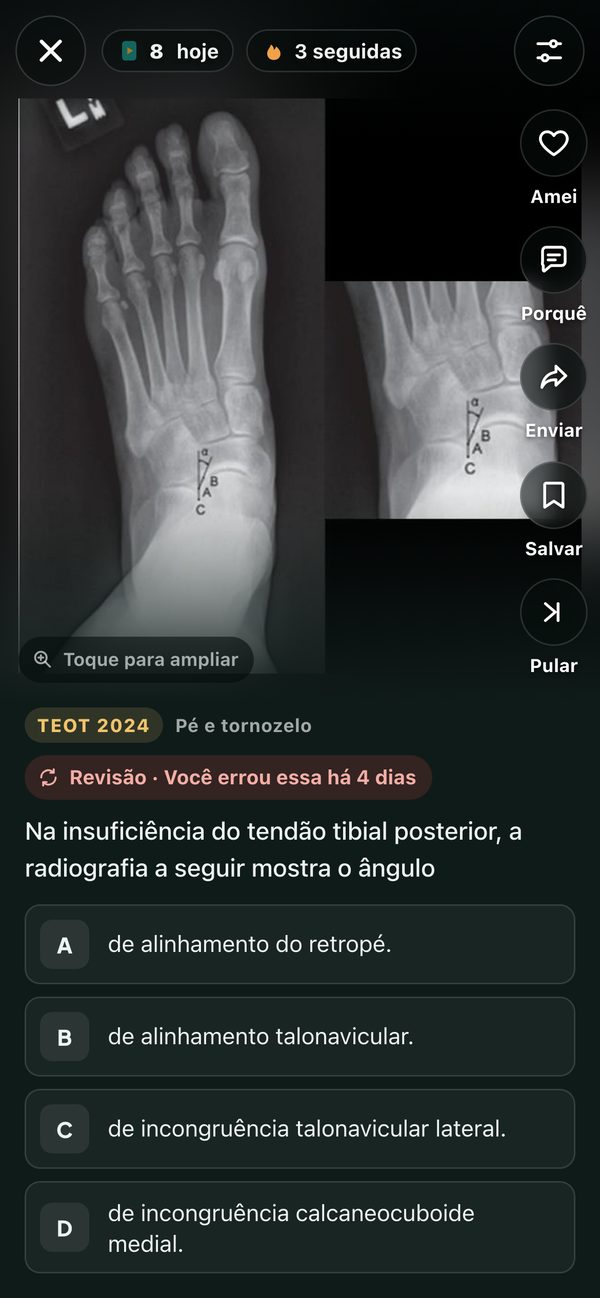 8 hoje
3 seguidas
L
Amei
α
B
A
C
α
B
A
C
Porquê
Enviar
Salvar
Pular
Toque para ampliar
TEOT 2024
Pé e tornozelo
Revisão · Você errou essa há 4 dias
Na insuficiência do tendão tibial posterior, a
radiografia a seguir mostra o ângulo
A de alinhamento do retropé.
B de alinhamento talonavicular.
C de incongruência talonavicular lateral.
D de incongruência calcaneocuboide
medial.